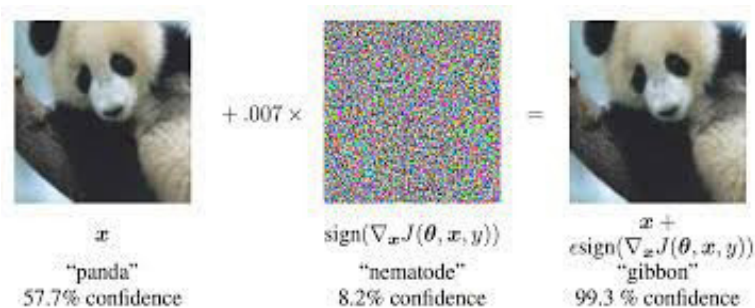 + .007 ×
=
x
sign(∇ₓJ(θ, x, y))
x +
ϵsign(∇ₓJ(θ, x, y))
“panda”
“nematode”
“gibbon”
57.7% confidence
8.2% confidence
99.3 % confidence